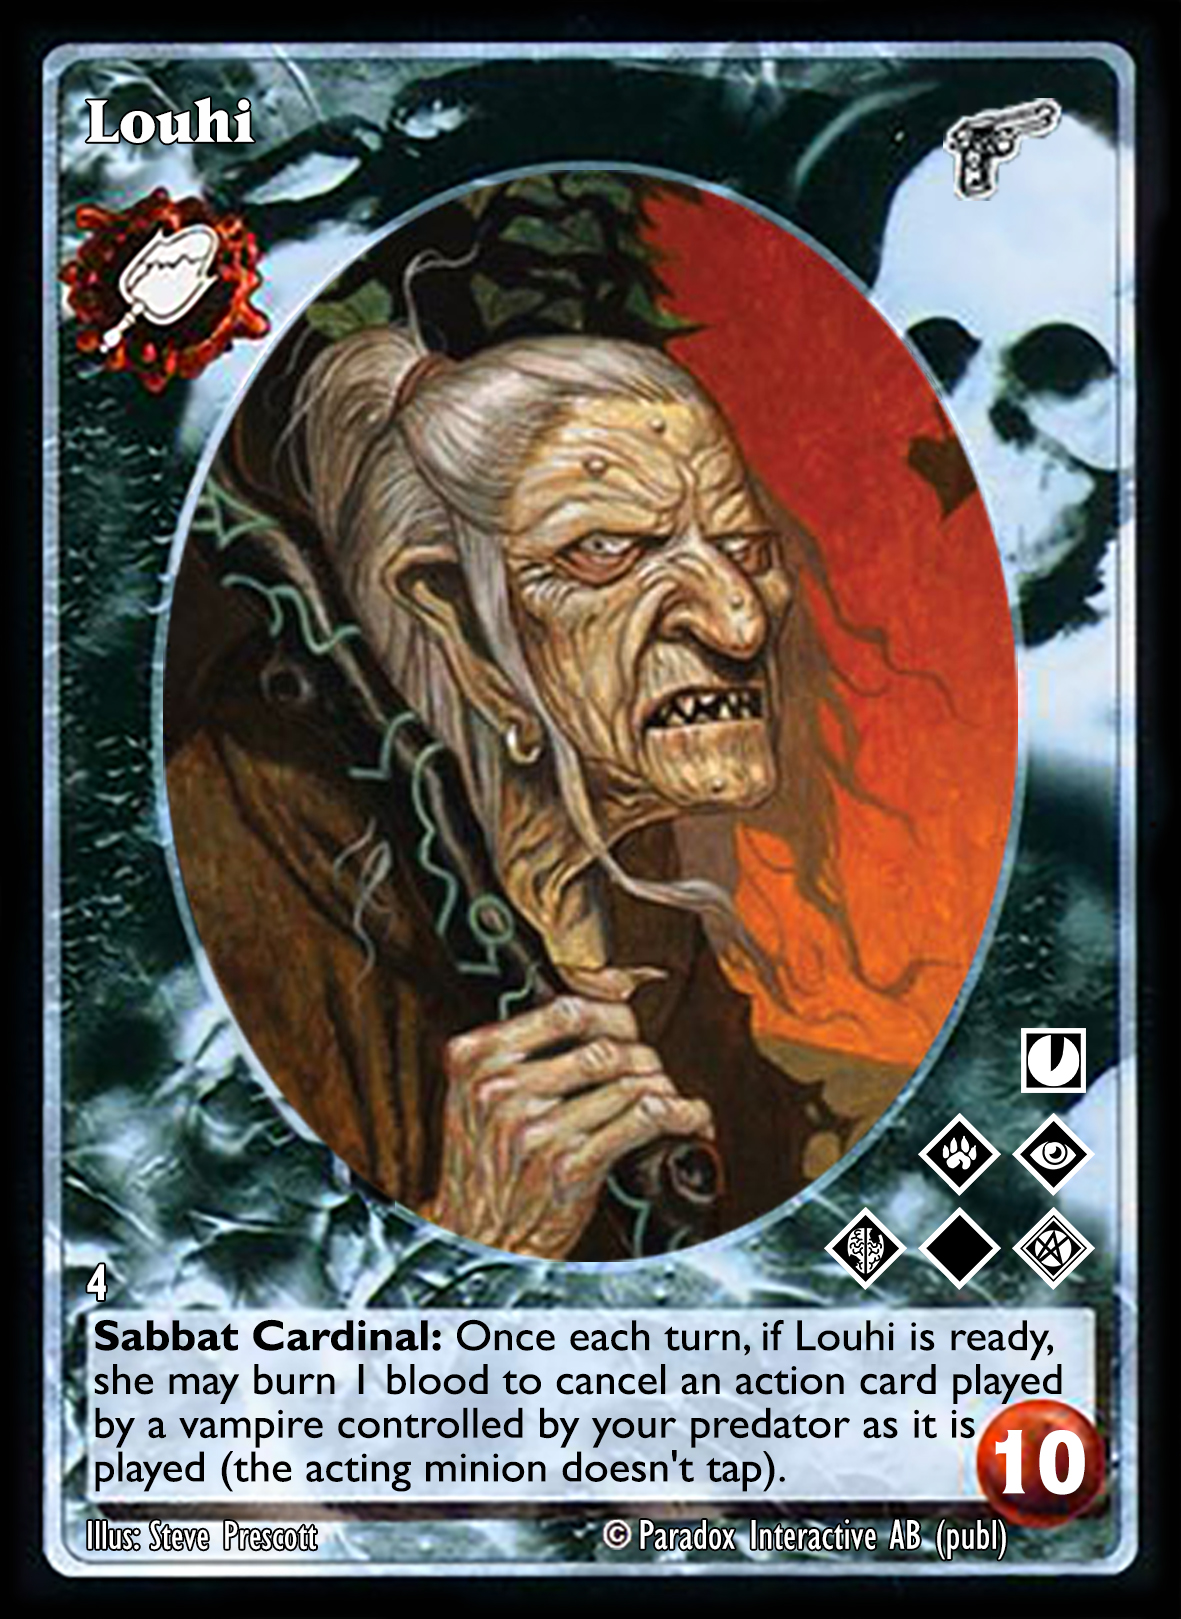 Louhi
4
Sabbat Cardinal: Once each turn, if Louhi is ready,
she may burn 1 blood to cancel an action card played
by a vampire controlled by your predator as it is
played (the acting minion doesn't tap).
10
Illus: Steve Prescott
© Paradox Interactive AB (publ)